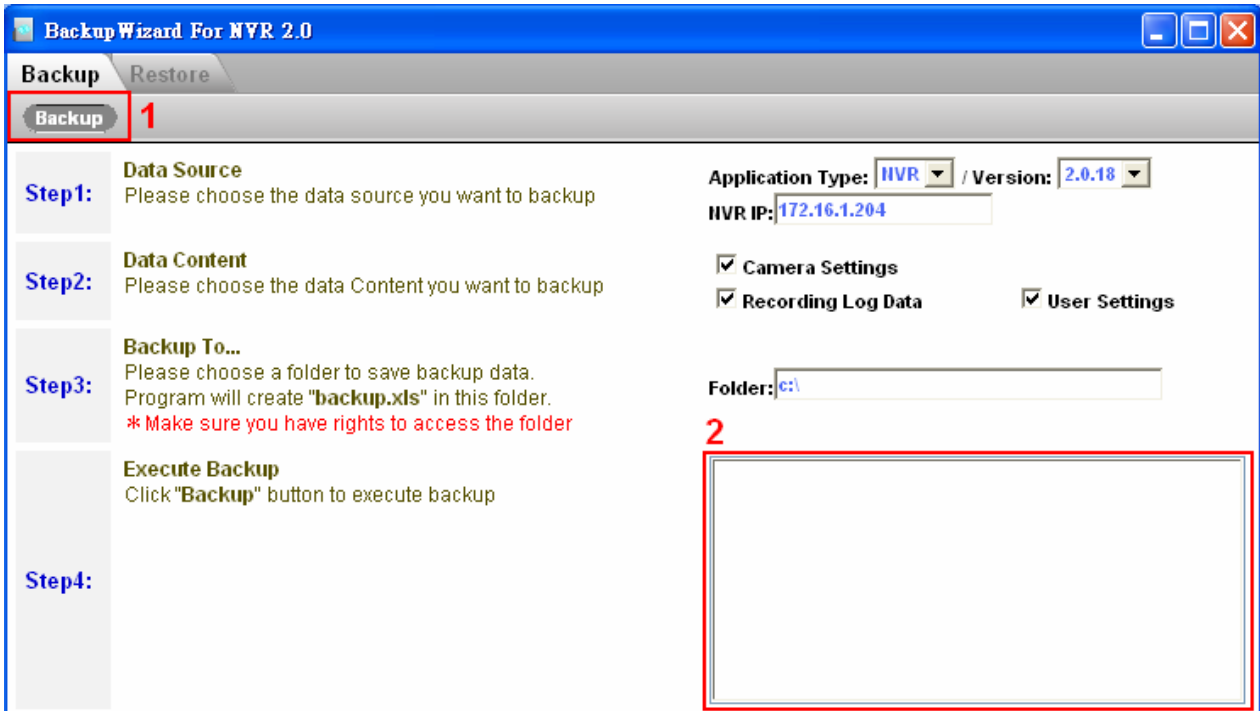 Backup Wizard For NVR 2.0
Backup Restore
Backup 1
Step1:
Data Source
Please choose the data source you want to backup
Application Type: NVR / Version: 2.0.18
NVR IP: 172.16.1.204
Step2:
Data Content
Please choose the data Content you want to backup
Camera Settings
Recording Log Data User Settings
Step3:
Backup To...
Please choose a folder to save backup data.
Program will create "backup.xls" in this folder.
*Make sure you have rights to access the folder
Folder: c:\
2
Step4:
Execute Backup
Click "Backup" button to execute backup